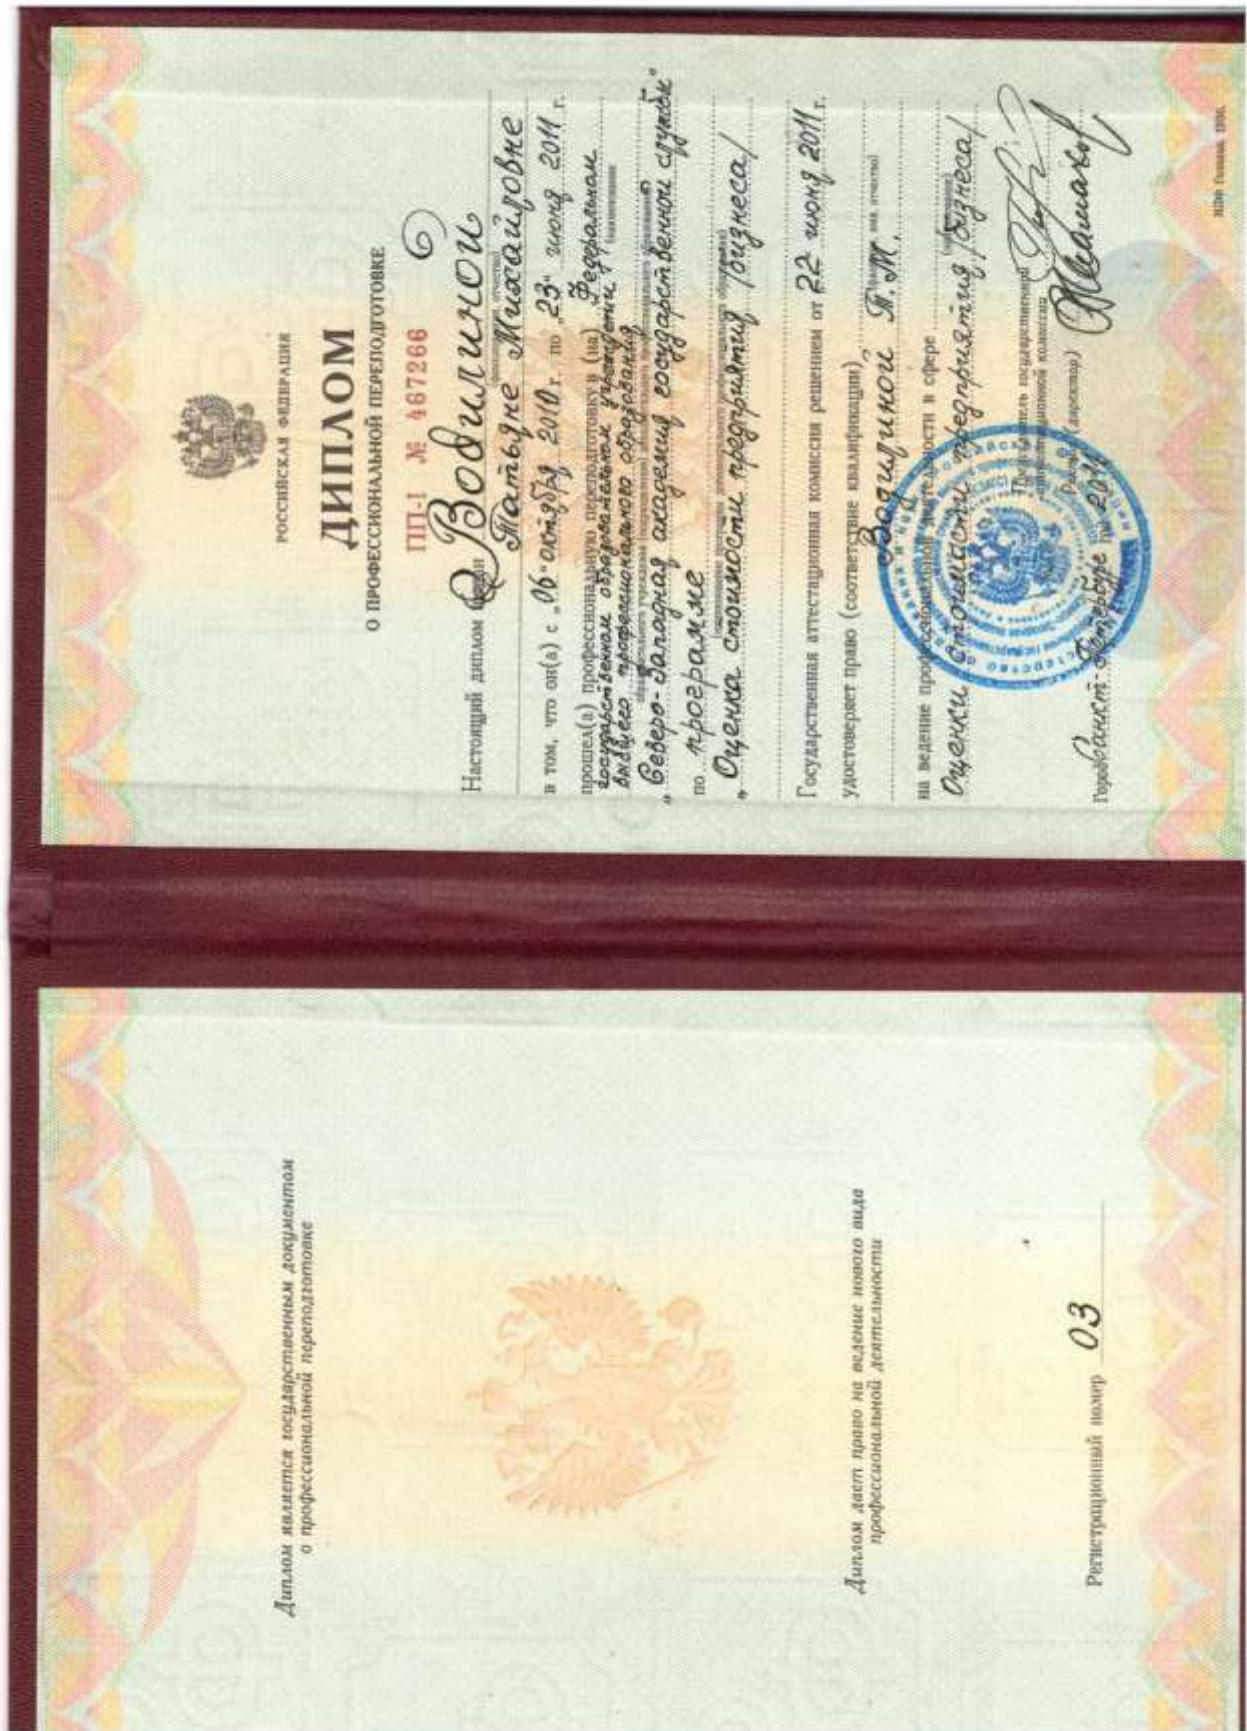 Диплом является государственным документом
о профессиональной переподготовке
Диплом дает право на ведение нового вида
профессиональной деятельности
Регистрационный номер 03
РОССИЙСКАЯ ФЕДЕРАЦИЯ
ДИПЛОМ
О ПРОФЕССИОНАЛЬНОЙ ПЕРЕПОДГОТОВКЕ
ПП-I № 467266
Настоящий диплом выдан
Татьяне Михайловне
в том, что он(а) с „06“ октября 2010 г. по „23“ июня 2011 г.
прошел(а) профессиональную переподготовку в (на) Федеральном
государственном образовательном учреждении
высшего профессионального образования
„Северо-Западная академия государственной службы“
по программе
„Оценка стоимости предприятия /бизнеса/
Государственная аттестационная комиссия решением от 22 июня 2011 г.
удостоверяет право (соответствие квалификации)
Т. М.
на ведение профессиональной деятельности в сфере
Оценки стоимости предприятия /бизнеса/
Председатель государственной
аттестационной комиссии
Ректор (директор)
Город Санкт-Петербург год 2011